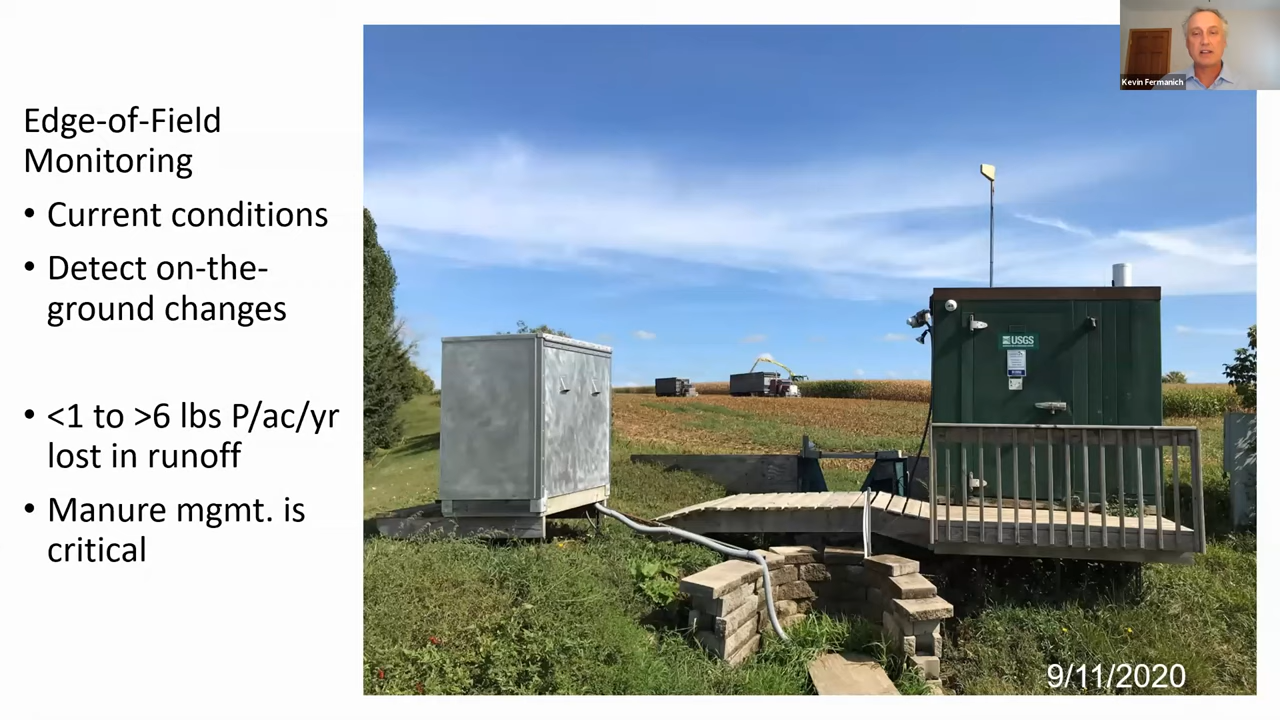 Kevin Fermanich
Edge-of-Field
Monitoring
• Current conditions
• Detect on-the-
ground changes
• <1 to >6 lbs P/ac/yr
lost in runoff
• Manure mgmt. is
critical
USGS
9/11/2020